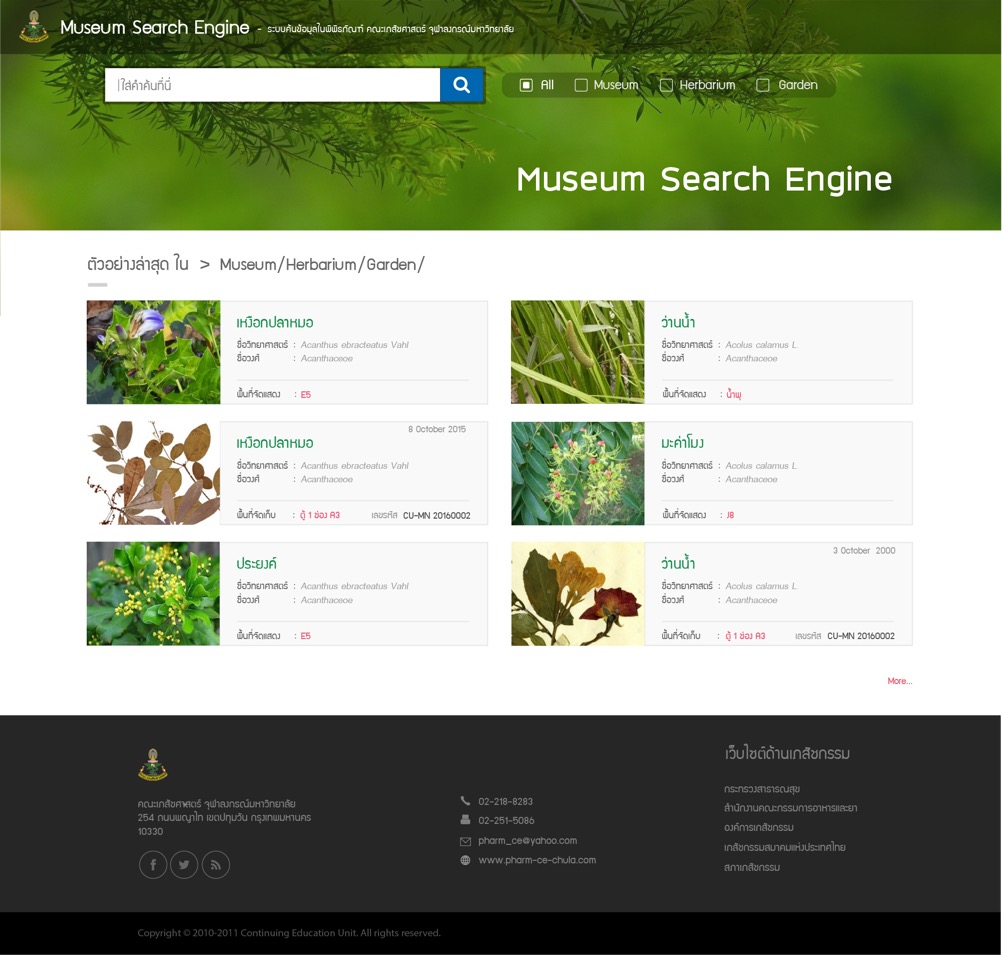 Museum Search Engine - ระบบค้นข้อมูลในพิพิธภัณฑ์ คณะเภสัชศาสตร์ จุฬาลงกรณ์มหาวิทยาลัย
ใส่คำค้นที่นี่
All Museum Herbarium Garden
Museum Search Engine
ตัวอย่างล่าสุด ใน > Museum/Herbarium/Garden/
เหงือกปลาหมอ
ชื่อวิทยาศาสตร์ : Acanthus ebracteatus Vahl
ชื่อวงศ์ : Acanthaceoe
พื้นที่จัดแสดง : E5
ว่านน้ำ
ชื่อวิทยาศาสตร์ : Acolus calamus L
ชื่อวงศ์ : Acanthaceoe
พื้นที่จัดแสดง : น้ำพุ
8 October 2015
เหงือกปลาหมอ
ชื่อวิทยาศาสตร์ : Acanthus ebracteatus Vahl
ชื่อวงศ์ : Acanthaceoe
พื้นที่จัดเก็บ : ตู้ 1 ช่อง A3 เลขรหัส CU-MN 20160002
มะค่าโมง
ชื่อวิทยาศาสตร์ : Acolus calamus L
ชื่อวงศ์ : Acanthaceoe
พื้นที่จัดแสดง : ง8
ประยงค์
ชื่อวิทยาศาสตร์ : Acanthus ebracteatus Vahl
ชื่อวงศ์ : Acanthaceoe
พื้นที่จัดแสดง : E5
3 October 2000
ว่านน้ำ
ชื่อวิทยาศาสตร์ : Acolus calamus L
ชื่อวงศ์ : Acanthaceoe
พื้นที่จัดเก็บ : ตู้ 1 ช่อง A3 เลขรหัส CU-MN 20160002
More...
คณะเภสัชศาสตร์ จุฬาลงกรณ์มหาวิทยาลัย
254 ถนนพญาไท เขตปทุมวัน กรุงเทพมหานคร
10330
02-218-8283
02-251-5086
pharm_ce@yahoo.com
www.pharm-ce-chula.com
เว็บไซต์ด้านเภสัชกรรม
กระทรวงสาธารณสุข
สำนักงานคณะกรรมการอาหารและยา
องค์การเภสัชกรรม
เภสัชกรรมสมาคมแห่งประเทศไทย
สภาเภสัชกรรม
Copyright © 2010-2011 Continuing Education Unit. All rights reserved.